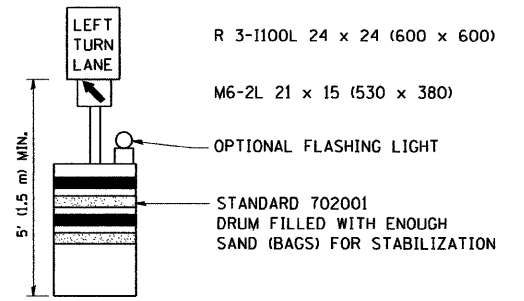 LEFT
TURN
LANE
R 3-I100L 24 x 24 (600 x 600)
M6-2L 21 x 15 (530 x 380)
OPTIONAL FLASHING LIGHT
5' (1.5 m) MIN.
STANDARD 702001
DRUM FILLED WITH ENOUGH
SAND (BAGS) FOR STABILIZATION